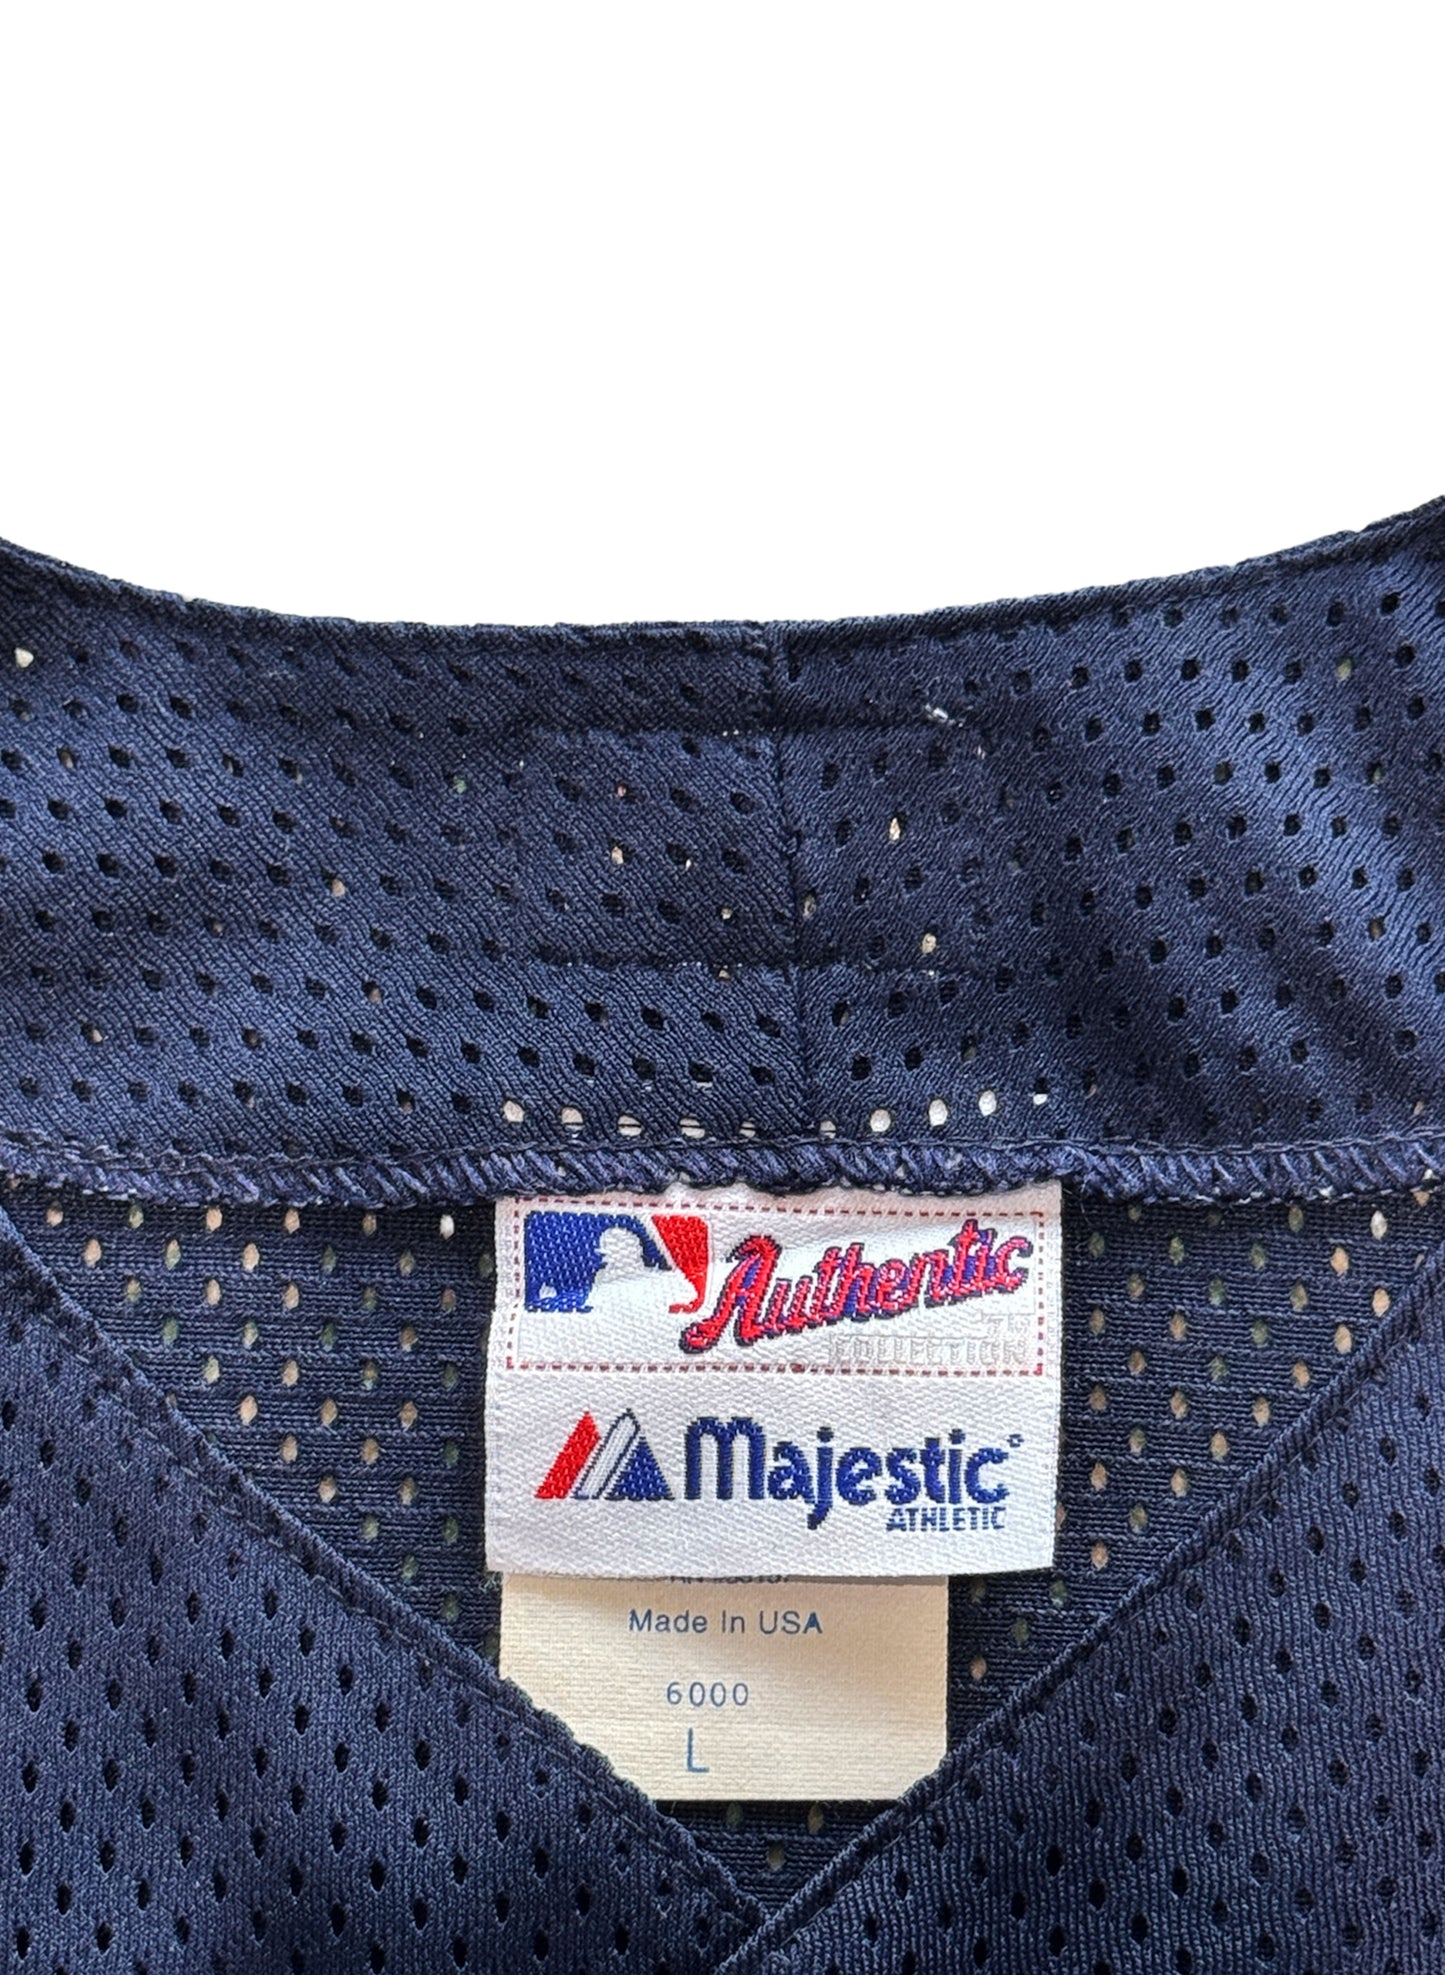 Authentic
COLLECTION
Majestic
ATHLETIC
Made In USA
6000
L